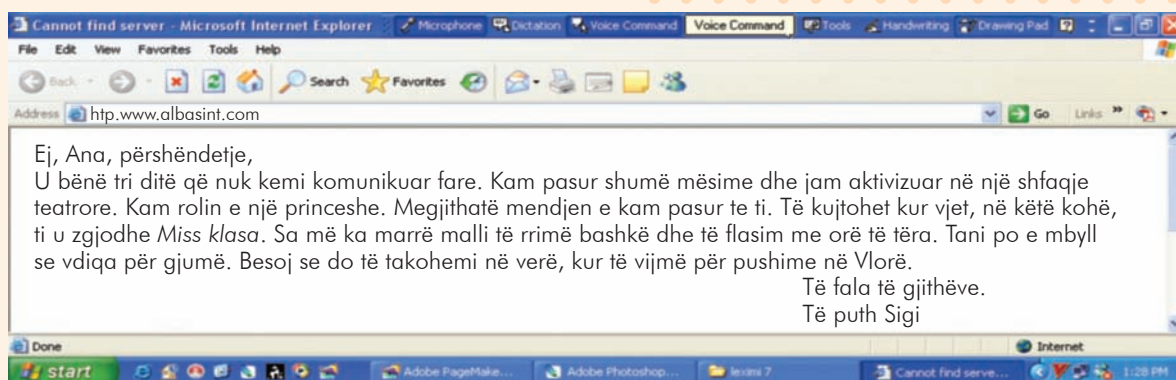 Cannot find server - Microsoft Internet Explorer Microphone Dictation Voice Command Voice Command Tools Handwriting Drawing Pad
File Edit View Favorites Tools Help
Back Search Favorites
Address htp.www.albasint.com Go Links »
Ej, Ana, përshëndetje,
U bënë tri ditë që nuk kemi komunikuar fare. Kam pasur shumë mësime dhe jam aktivizuar në një shfaqje
teatrore. Kam rolin e një princeshe. Megjithatë mendjen e kam pasur te ti. Të kujtohet kur vjet, në këtë kohë,
ti u zgjodhe Miss klasa. Sa më ka marrë malli të rrimë bashkë dhe të flasim me orë të tëra. Tani po e mbyll
se vdiqa për gjumë. Besoj se do të takohemi në verë, kur të vijmë për pushime në Vlorë.
Të fala të gjithëve.
Të puth Sigi
Done Internet
start Adobe PageMake... Adobe Photoshop... leximi 7 Cannot find serve... 1:28 PM